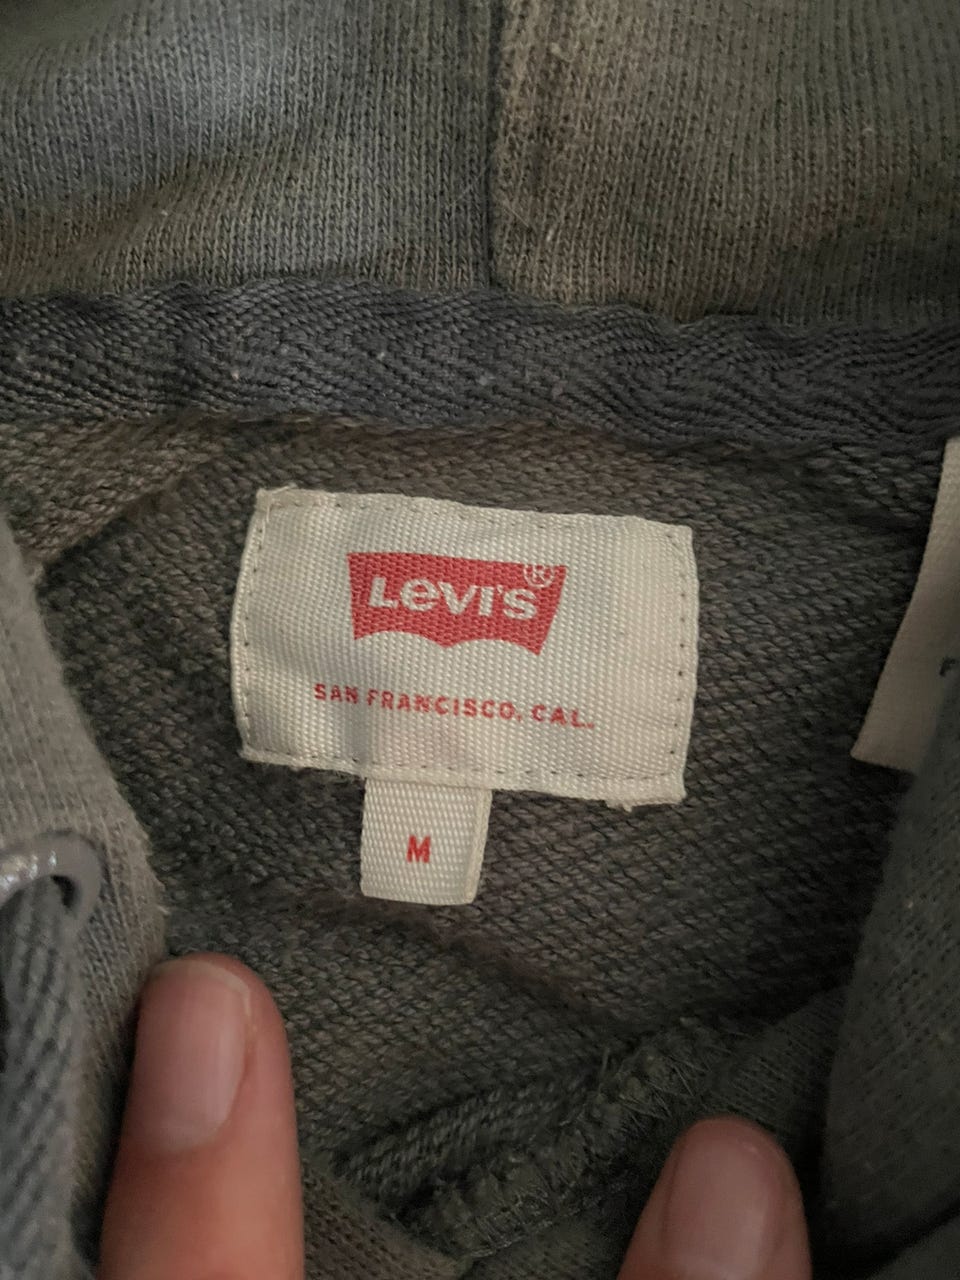 Levi's®
SAN FRANCISCO, CAL.
M